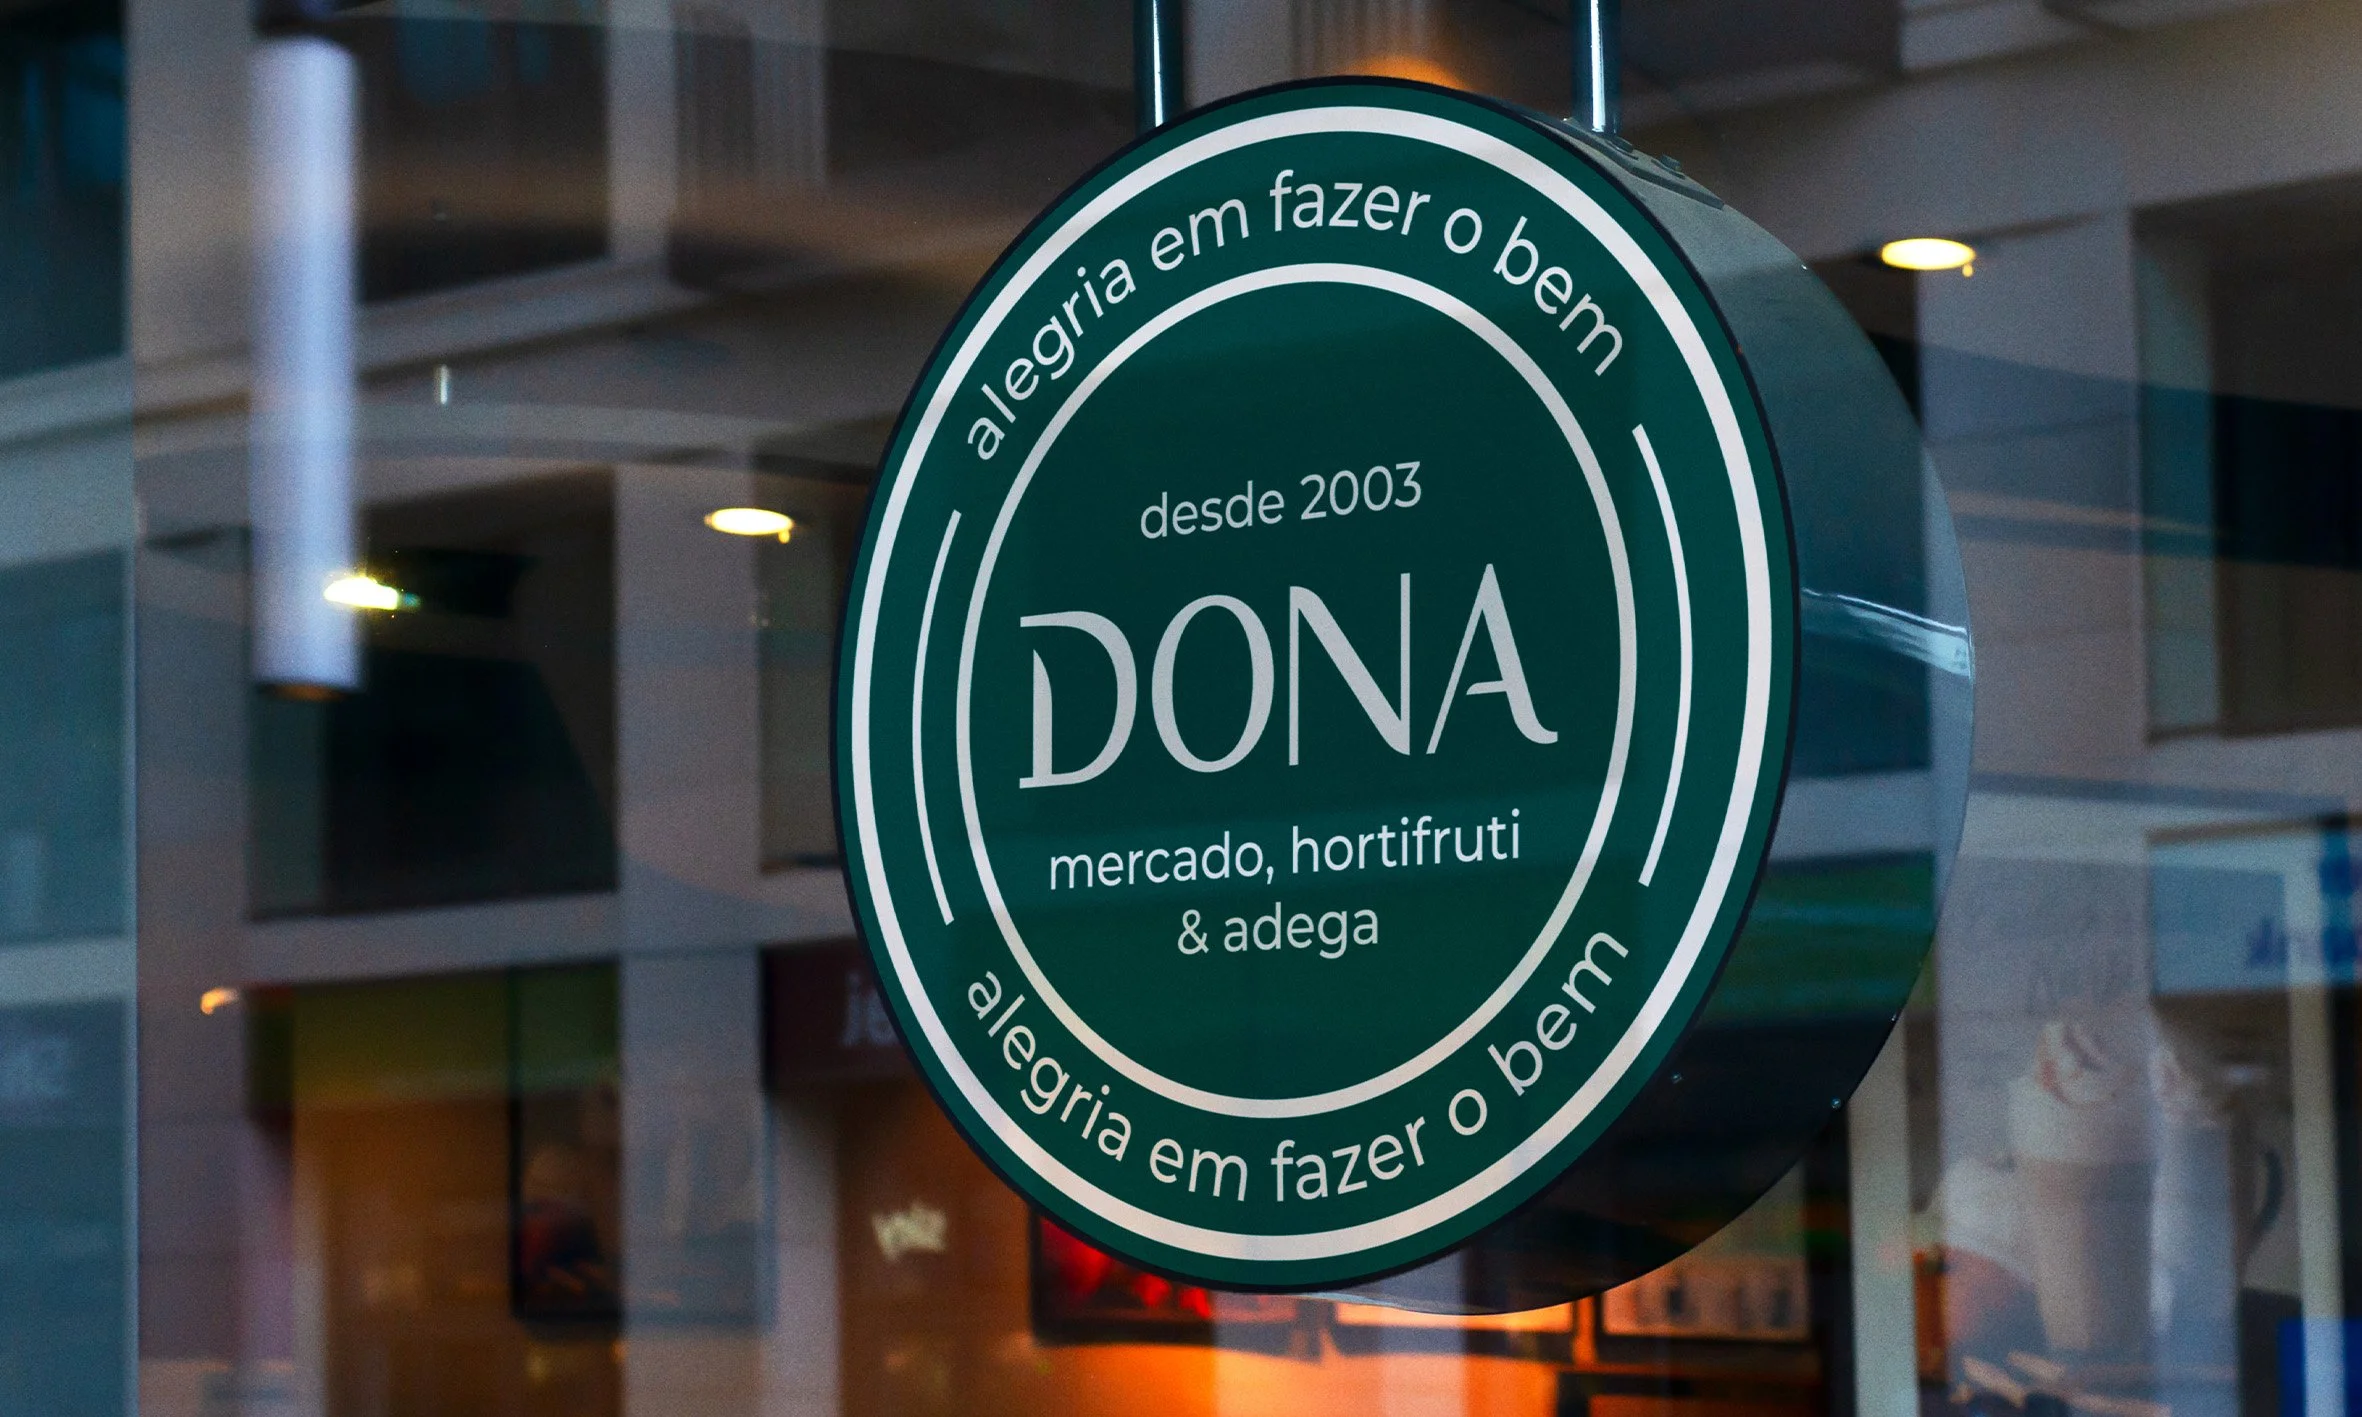 alegria em fazer o bem
desde 2003
DONA
mercado, hortifruti
& adega
alegria em fazer o bem